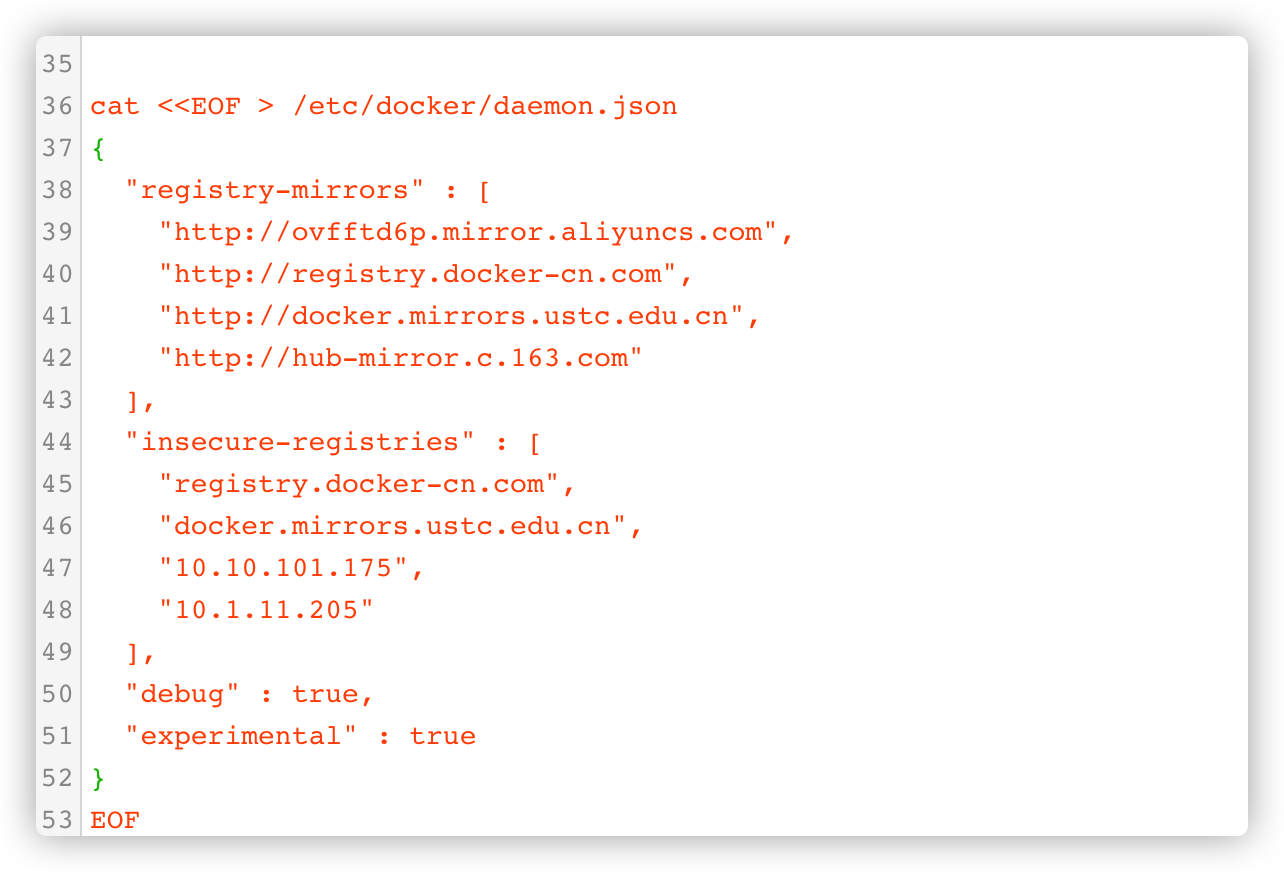 35
36 cat <<EOF > /etc/docker/daemon.json
37 {
38   "registry-mirrors" : [
39     "http://ovfftd6p.mirror.aliyuncs.com",
40     "http://registry.docker-cn.com",
41     "http://docker.mirrors.ustc.edu.cn",
42     "http://hub-mirror.c.163.com"
43   ],
44   "insecure-registries" : [
45     "registry.docker-cn.com",
46     "docker.mirrors.ustc.edu.cn",
47     "10.10.101.175",
48     "10.1.11.205"
49   ],
50   "debug" : true,
51   "experimental" : true
52 }
53 EOF